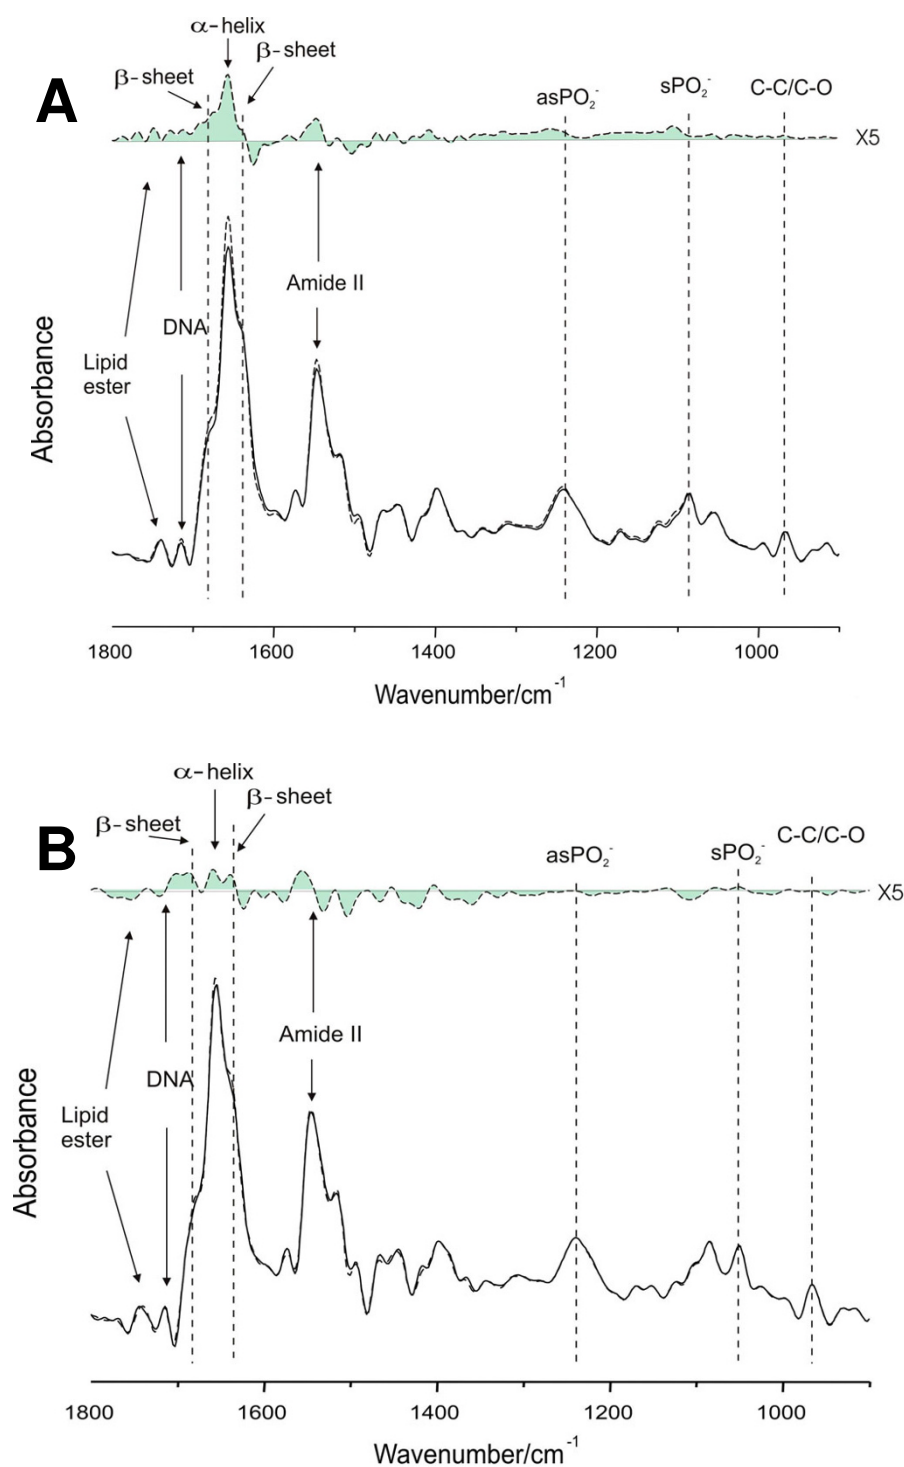 α-helix
β-sheet
β-sheet
A
asPO₂⁻
sPO₂⁻
C-C/C-O
X5
Amide II
DNA
Lipid
ester
Absorbance
1800
1600
1400
1200
1000
Wavenumber/cm⁻¹
α-helix
β-sheet
β-sheet
B
asPO₂⁻
sPO₂⁻
C-C/C-O
X5
Amide II
DNA
Lipid
ester
Absorbance
1800
1600
1400
1200
1000
Wavenumber/cm⁻¹